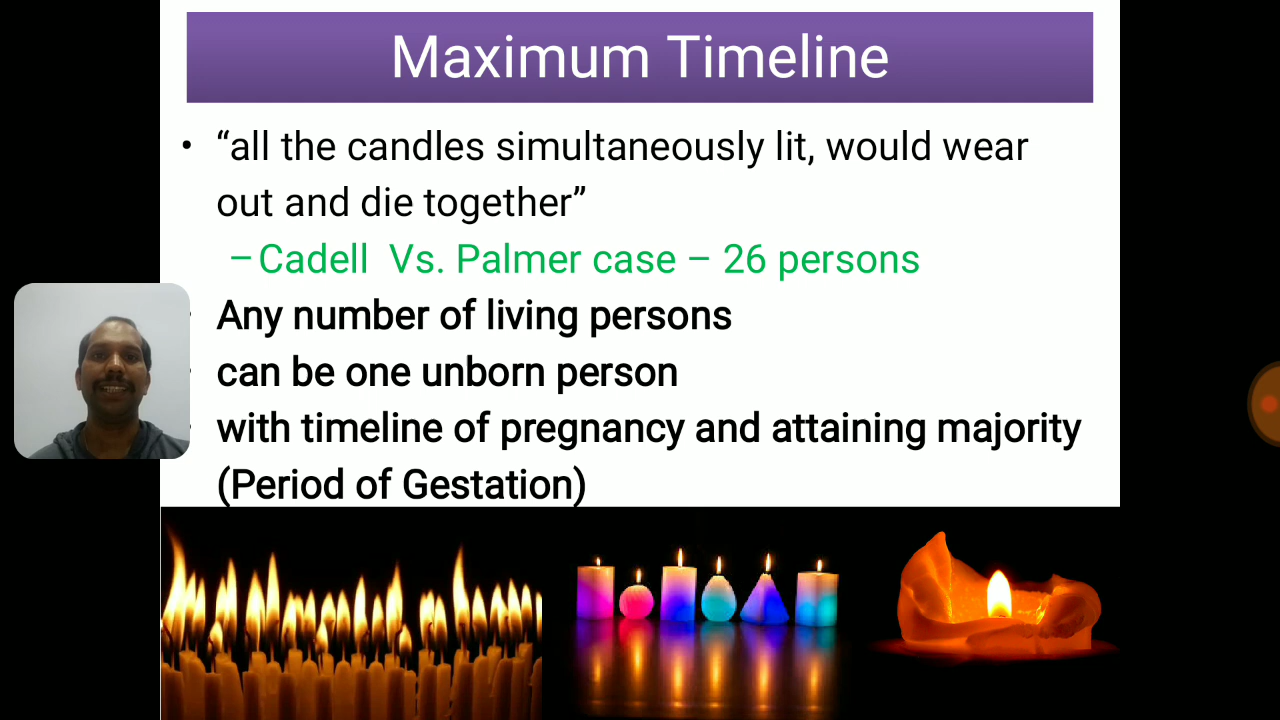 Maximum Timeline
• “all the candles simultaneously lit, would wear
out and die together”
– Cadell Vs. Palmer case – 26 persons
Any number of living persons
can be one unborn person
with timeline of pregnancy and attaining majority
(Period of Gestation)